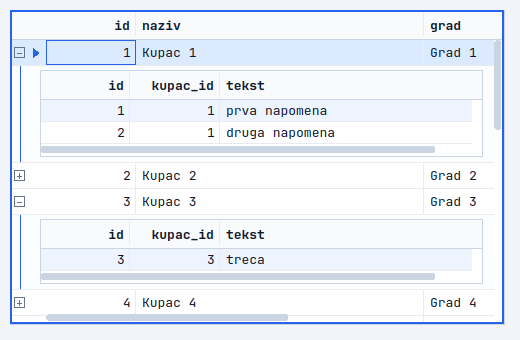 id naziv grad
1 Kupac 1 Grad 1
id kupac_id tekst
1 1 prva napomena
2 1 druga napomena
2 Kupac 2 Grad 2
3 Kupac 3 Grad 3
id kupac_id tekst
3 3 treca
4 Kupac 4 Grad 4